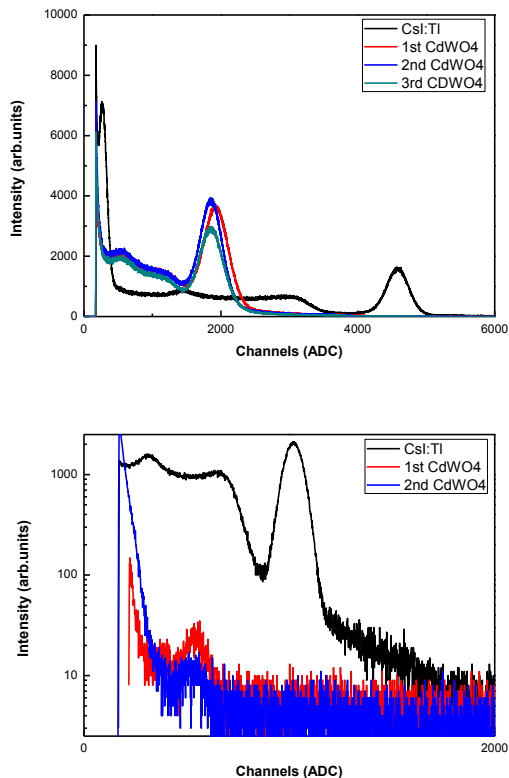 10000
8000
6000
4000
2000
0
Intensity (arb.units)
CsI:Tl
1st CdWO4
2nd CdWO4
3rd CDWO4
0 2000 4000 6000
Channels (ADC)
1000
100
10
Intensity (arb.units)
CsI:Tl
1st CdWO4
2nd CdWO4
0 2000
Channels (ADC)